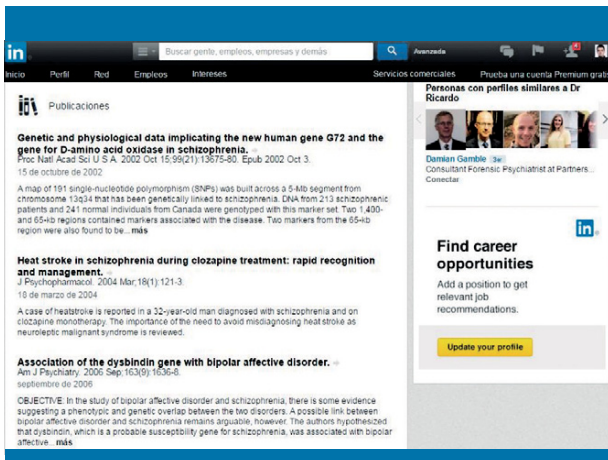 in
Buscar gente, empleos, empresas y demás
Avanzada
Inicio Perfil Red Empleos Intereses Servicios comerciales Prueba una cuenta Premium gratis
Publicaciones
Genetic and physiological data implicating the new human gene G72 and the
gene for D-amino acid oxidase in schizophrenia.
Proc Natl Acad Sci U S A. 2002 Oct 15;99(21):13675-80. Epub 2002 Oct 3.
15 de octubre de 2002
A map of 191 single-nucleotide polymorphism (SNPs) was built across a 5-Mb segment from
chromosome 13q34 that has been genetically linked to schizophrenia. DNA from 213 schizophrenic
patients and 241 normal individuals from Canada were genotyped with this marker set. Two 1,400-
and 65-kb regions contained markers associated with the disease. Two markers from the 65-kb
region were also found to be... más
Heat stroke in schizophrenia during clozapine treatment: rapid recognition
and management.
J Psychopharmacol. 2004 Mar;18(1):121-3.
18 de marzo de 2004
A case of heatstroke is reported in a 32-year-old man diagnosed with schizophrenia and on
clozapine monotherapy. The importance of the need to avoid misdiagnosing heat stroke as
neuroleptic malignant syndrome is reviewed.
Association of the dysbindin gene with bipolar affective disorder.
Am J Psychiatry. 2006 Sep;163(9):1636-8.
septiembre de 2006
OBJECTIVE: In the study of bipolar affective disorder and schizophrenia, there is some evidence
suggesting a phenotypic and genetic overlap between the two disorders. A possible link between
bipolar affective disorder and schizophrenia remains arguable, however. The authors hypothesized
that dysbindin, which is a probable susceptibility gene for schizophrenia, was associated with bipolar
affective... más
Personas con perfiles similares a Dr
Ricardo
Damian Gamble 3er
Consultant Forensic Psychiatrist at Partners...
Conectar
in
Find career
opportunities
Add a position to get
relevant job
recommendations.
Update your profile